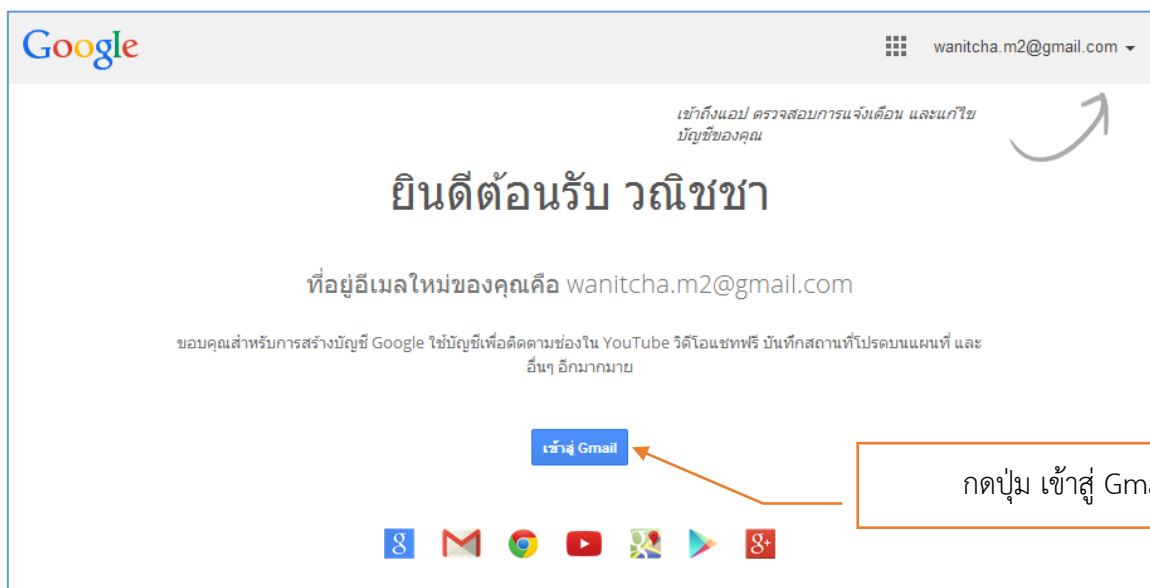 Google
wanitcha.m2@gmail.com
เข้าถึงแอป ตรวจสอบการแจ้งเตือน และแก้ไข
บัญชีของคุณ
ยินดีต้อนรับ วณิชชา
ที่อยู่อีเมลใหม่ของคุณคือ wanitcha.m2@gmail.com
ขอบคุณสำหรับการสร้างบัญชี Google ใช้บัญชีเพื่อติดตามช่องใน YouTube วิดีโอแชทฟรี บันทึกสถานที่โปรดบนแผนที่ และ
อื่นๆ อีกมากมาย
เข้าสู่ Gmail
กดปุ่ม เข้าสู่ Gm
8 g 8+